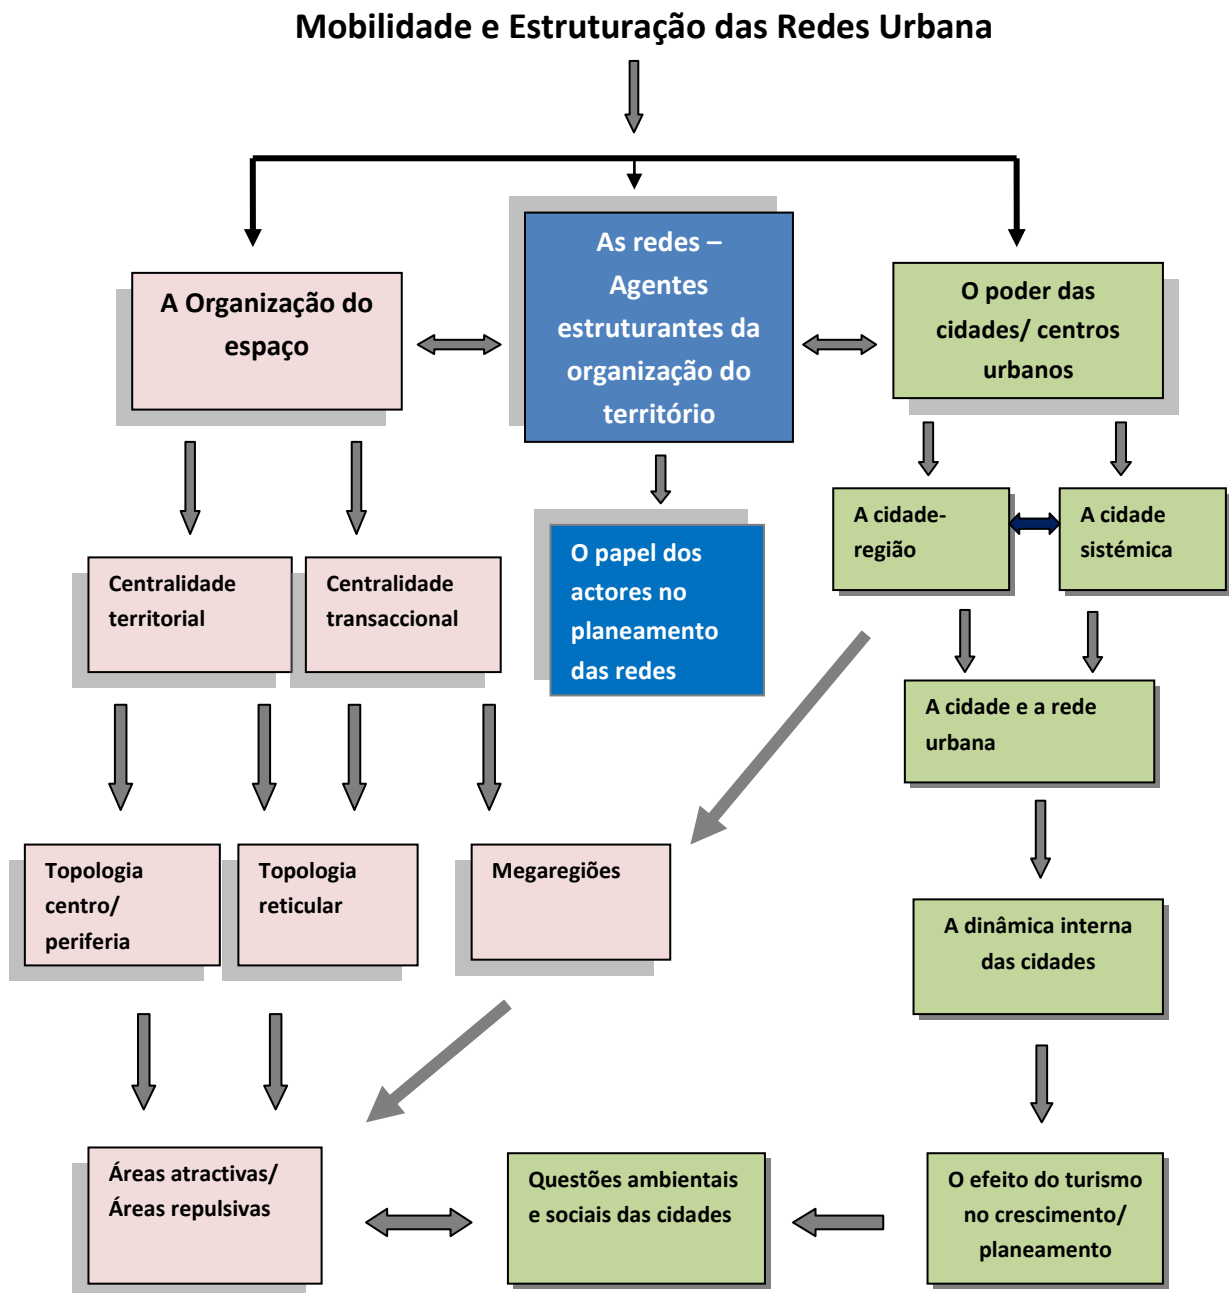 Mobilidade e Estruturação das Redes Urbana
A Organização do
espaço
As redes –
Agentes
estruturantes da
organização do
território
O poder das
cidades/ centros
urbanos
A cidade-
região
A cidade
sistémica
Centralidade
territorial
Centralidade
transaccional
O papel dos
actores no
planeamento
das redes
A cidade e a rede
urbana
Topologia
centro/
periferia
Topologia
reticular
Megaregiões
A dinâmica interna
das cidades
Áreas atractivas/
Áreas repulsivas
Questões ambientais
e sociais das cidades
O efeito do turismo
no crescimento/
planeamento